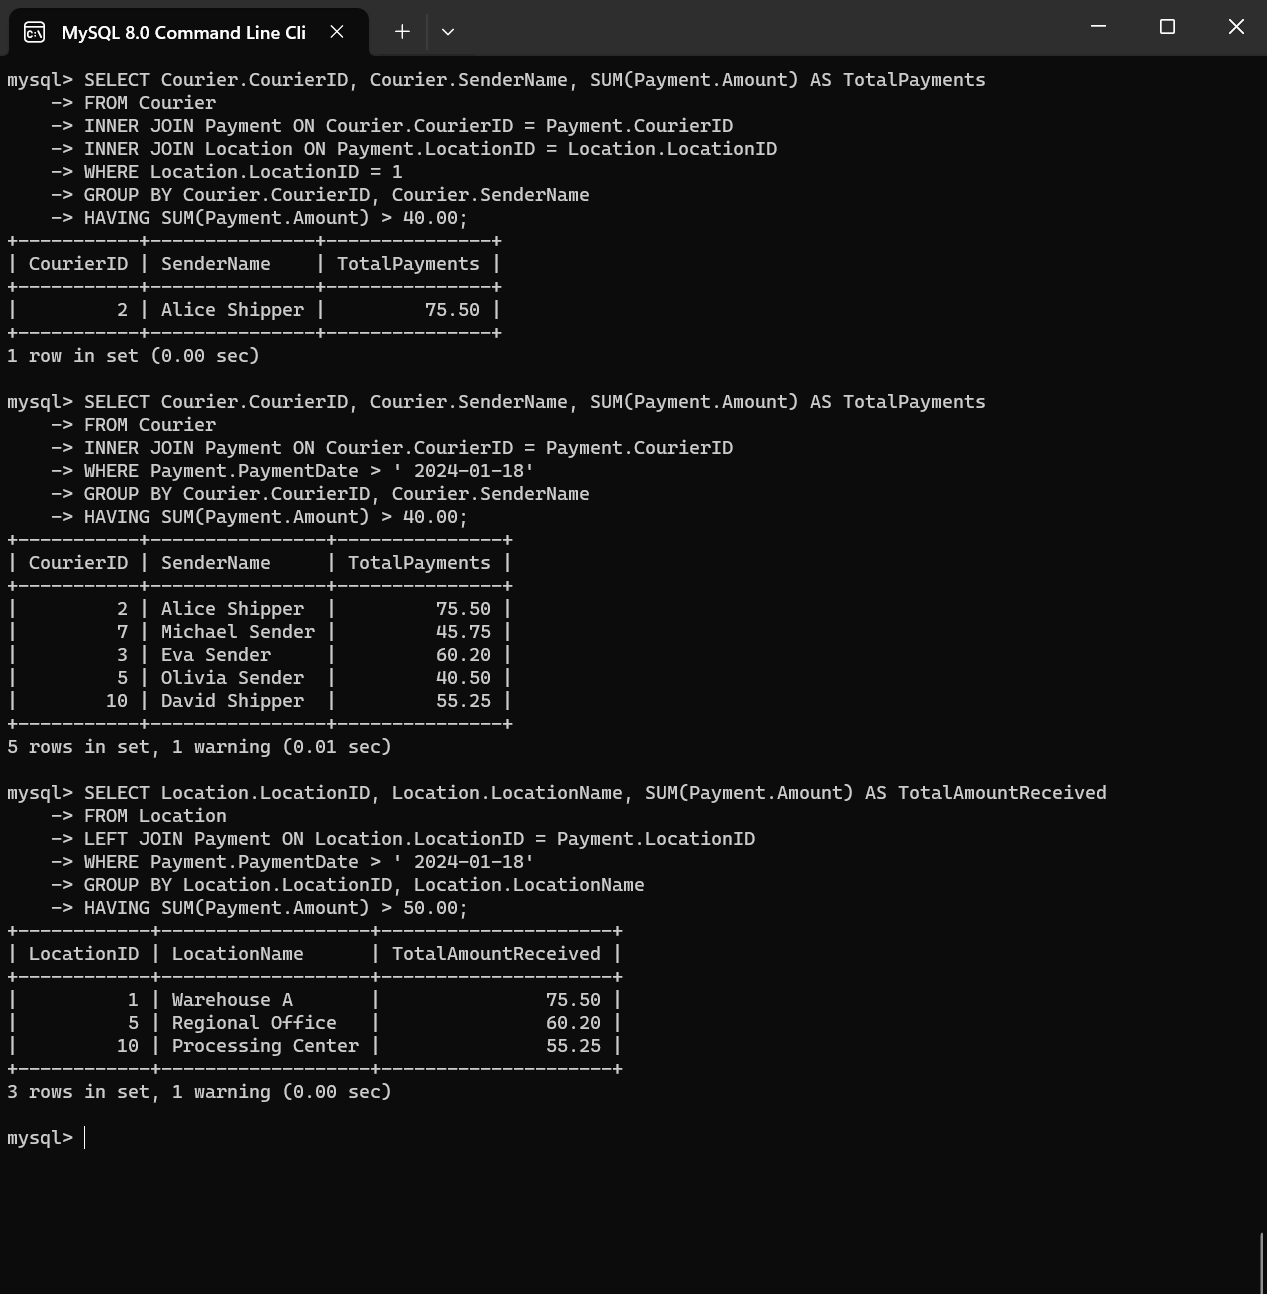 MySQL 8.0 Command Line Cli
mysql> SELECT Courier.CourierID, Courier.SenderName, SUM(Payment.Amount) AS TotalPayments
    -> FROM Courier
    -> INNER JOIN Payment ON Courier.CourierID = Payment.CourierID
    -> INNER JOIN Location ON Payment.LocationID = Location.LocationID
    -> WHERE Location.LocationID = 1
    -> GROUP BY Courier.CourierID, Courier.SenderName
    -> HAVING SUM(Payment.Amount) > 40.00;
+-----------+---------------+---------------+
| CourierID | SenderName    | TotalPayments |
+-----------+---------------+---------------+
|         2 | Alice Shipper |         75.50 |
+-----------+---------------+---------------+
1 row in set (0.00 sec)

mysql> SELECT Courier.CourierID, Courier.SenderName, SUM(Payment.Amount) AS TotalPayments
    -> FROM Courier
    -> INNER JOIN Payment ON Courier.CourierID = Payment.CourierID
    -> WHERE Payment.PaymentDate > ' 2024-01-18'
    -> GROUP BY Courier.CourierID, Courier.SenderName
    -> HAVING SUM(Payment.Amount) > 40.00;
+-----------+----------------+---------------+
| CourierID | SenderName     | TotalPayments |
+-----------+----------------+---------------+
|         2 | Alice Shipper  |         75.50 |
|         7 | Michael Sender |         45.75 |
|         3 | Eva Sender     |         60.20 |
|         5 | Olivia Sender  |         40.50 |
|        10 | David Shipper  |         55.25 |
+-----------+----------------+---------------+
5 rows in set, 1 warning (0.01 sec)

mysql> SELECT Location.LocationID, Location.LocationName, SUM(Payment.Amount) AS TotalAmountReceived
    -> FROM Location
    -> LEFT JOIN Payment ON Location.LocationID = Payment.LocationID
    -> WHERE Payment.PaymentDate > ' 2024-01-18'
    -> GROUP BY Location.LocationID, Location.LocationName
    -> HAVING SUM(Payment.Amount) > 50.00;
+------------+-------------------+---------------------+
| LocationID | LocationName      | TotalAmountReceived |
+------------+-------------------+---------------------+
|          1 | Warehouse A       |               75.50 |
|          5 | Regional Office   |               60.20 |
|         10 | Processing Center |               55.25 |
+------------+-------------------+---------------------+
3 rows in set, 1 warning (0.00 sec)

mysql>